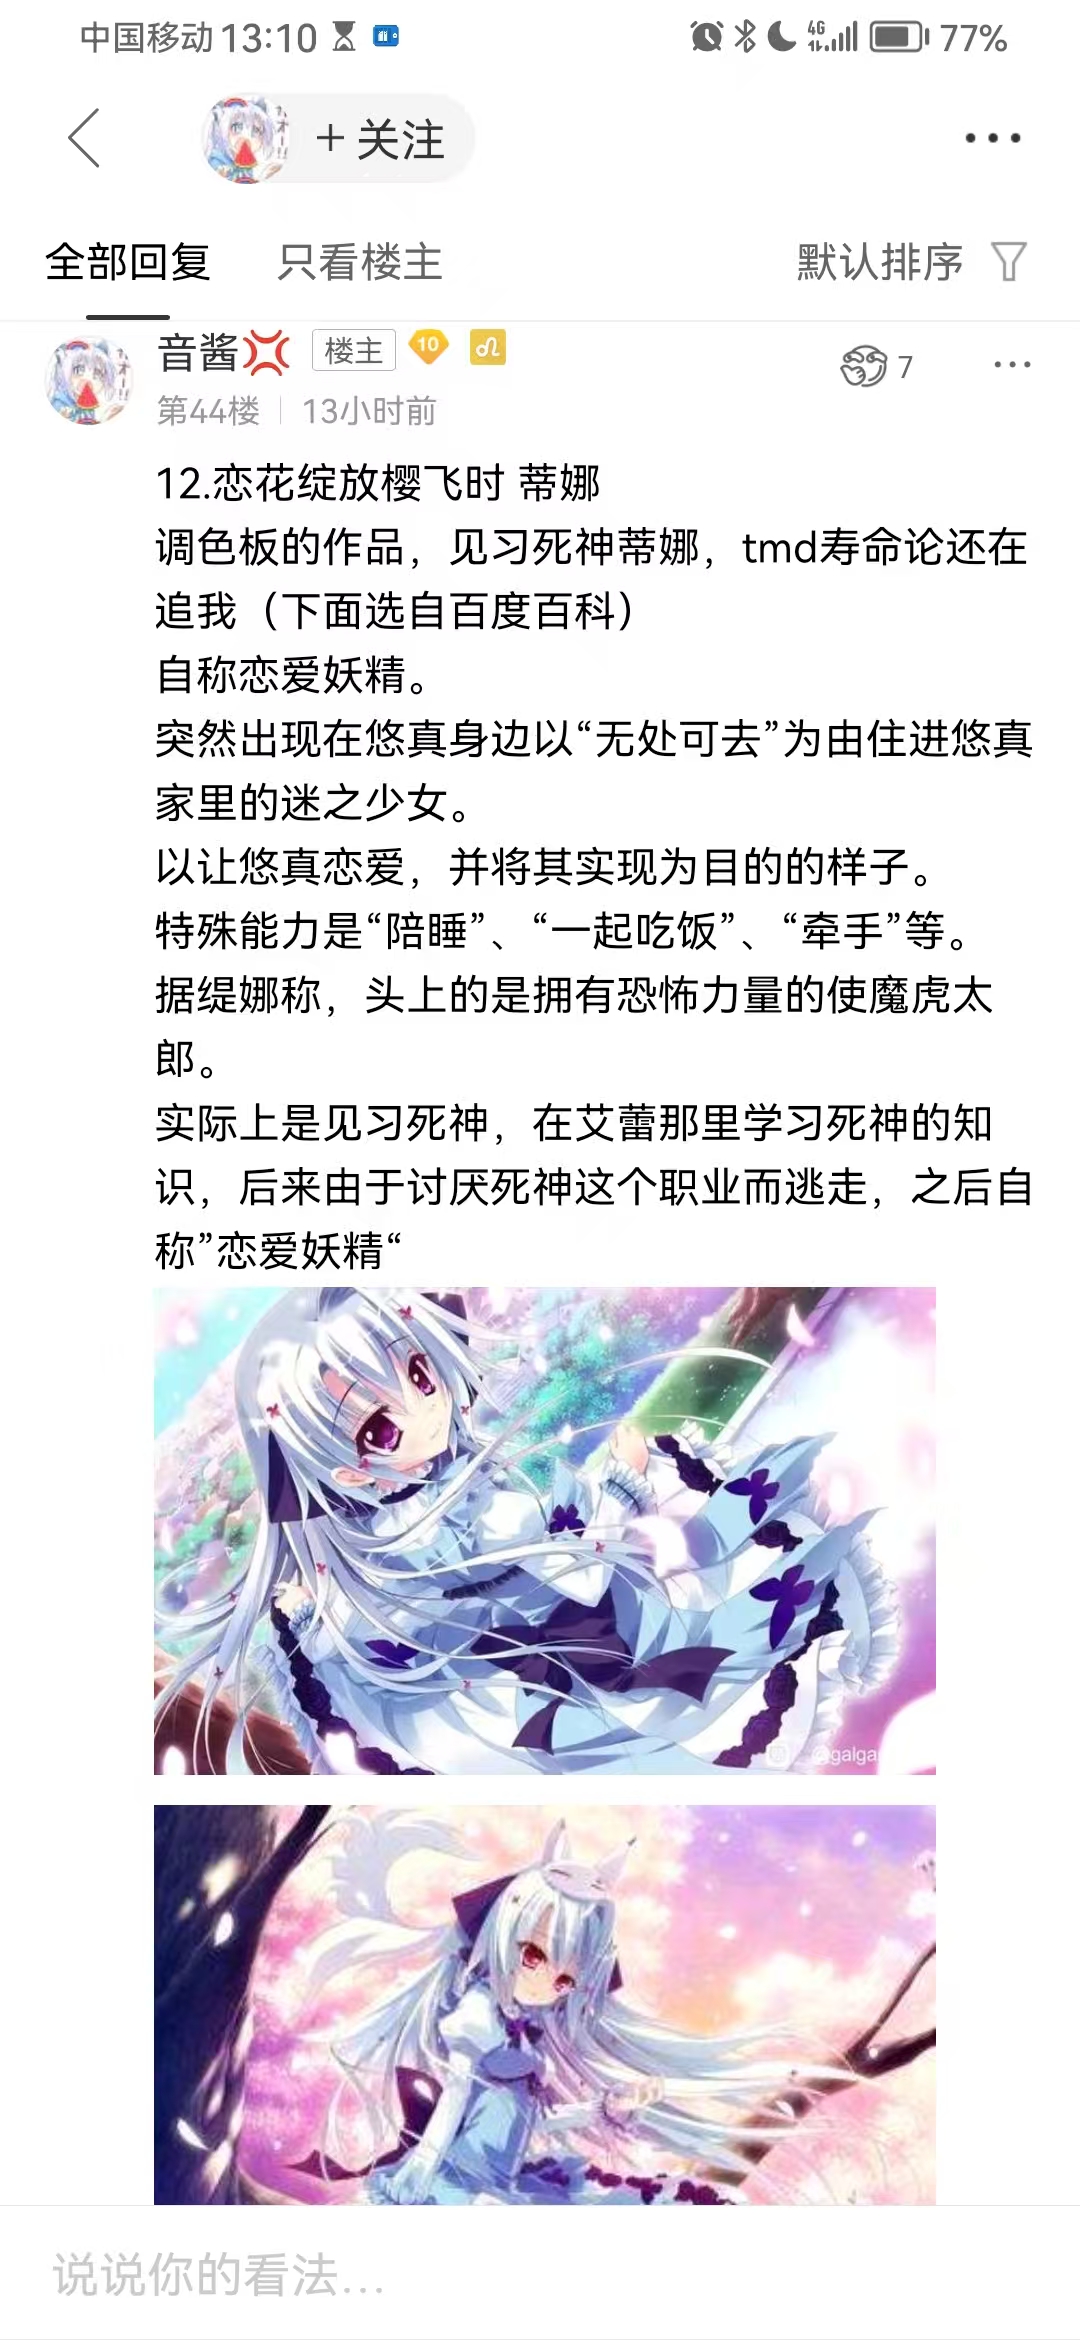 中国移动 13:10 4G 77%
+ 关注
全部回复 只看楼主 默认排序
音酱 楼主 10 7
第44楼 13小时前
12.恋花绽放樱飞时 蒂娜
调色板的作品，见习死神蒂娜，tmd寿命论还在
追我（下面选自百度百科）
自称恋爱妖精。
突然出现在悠真身边以“无处可去”为由住进悠真
家里的迷之少女。
以让悠真恋爱，并将其实现为目的的样子。
特殊能力是“陪睡”、“一起吃饭”、“牵手”等。
据缇娜称，头上的是拥有恐怖力量的使魔虎太
郎。
实际上是见习死神，在艾蕾那里学习死神的知
识，后来由于讨厌死神这个职业而逃走，之后自
称”恋爱妖精“
@galga
说说你的看法...